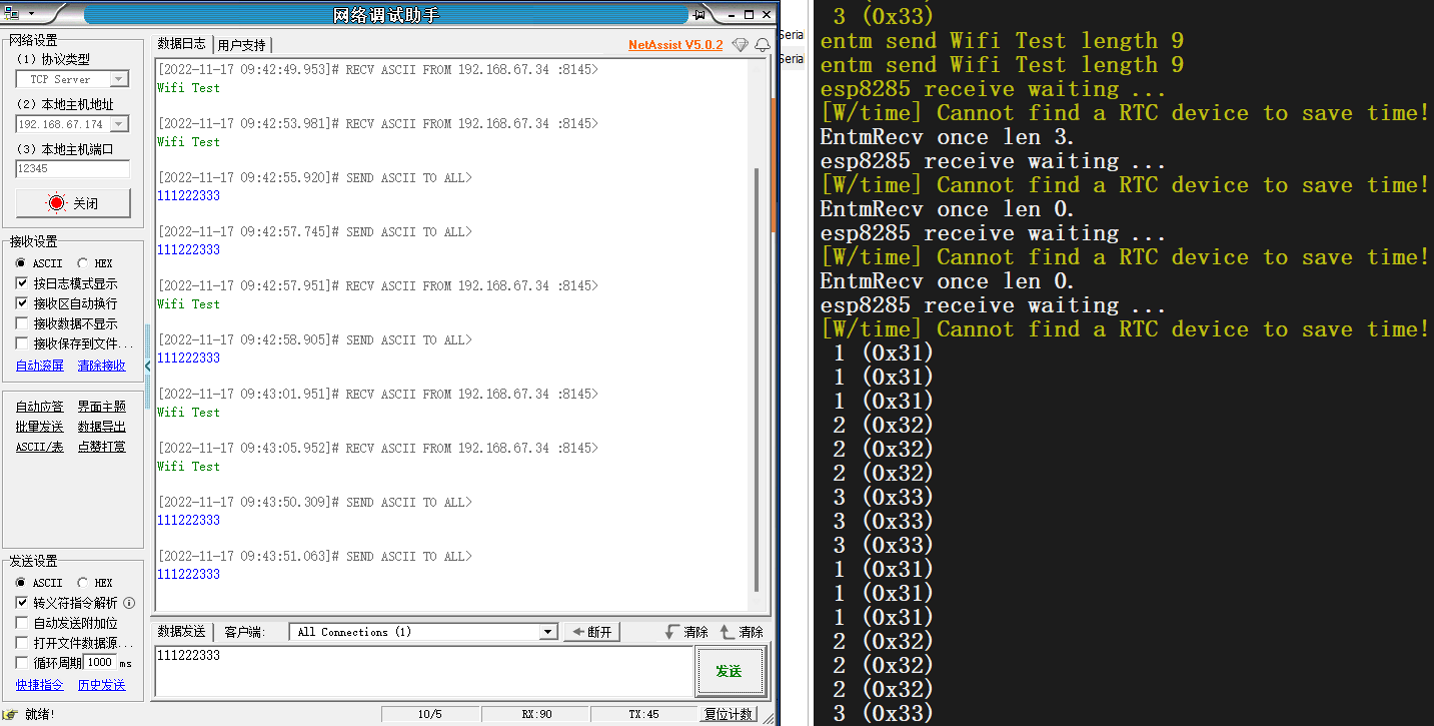 网络调试助手
网络设置
(1) 协议类型
TCP Server
(2) 本地主机地址
192.168.67.174
(3) 本地主机端口
12345
关闭
接收设置
ASCII HEX
按日志模式显示
接收区自动换行
接收数据不显示
接收保存到文件...
自动滚屏 清除接收
自动应答 界面主题
批量发送 数据导出
ASCII/表 点赞打赏
发送设置
ASCII HEX
转义符指令解析
自动发送附加位
打开文件数据源...
循环周期 1000 ms
快捷指令 历史发送
就绪!
数据日志 用户支持
NetAssist V5.0.2
[2022-11-17 09:42:49.953]# RECV ASCII FROM 192.168.67.34 :8145>
Wifi Test
[2022-11-17 09:42:53.981]# RECV ASCII FROM 192.168.67.34 :8145>
Wifi Test
[2022-11-17 09:42:55.920]# SEND ASCII TO ALL>
111222333
[2022-11-17 09:42:57.745]# SEND ASCII TO ALL>
111222333
[2022-11-17 09:42:57.951]# RECV ASCII FROM 192.168.67.34 :8145>
Wifi Test
[2022-11-17 09:42:58.905]# SEND ASCII TO ALL>
111222333
[2022-11-17 09:43:01.951]# RECV ASCII FROM 192.168.67.34 :8145>
Wifi Test
[2022-11-17 09:43:05.952]# RECV ASCII FROM 192.168.67.34 :8145>
Wifi Test
[2022-11-17 09:43:50.309]# SEND ASCII TO ALL>
111222333
[2022-11-17 09:43:51.063]# SEND ASCII TO ALL>
111222333
数据发送 客户端: All Connections (1) 断开 清除 清除
111222333
发送
10/5 RX:90 TX:45 复位计数
Serial
Serial
3 (0x33)
entm send Wifi Test length 9
entm send Wifi Test length 9
esp8285 receive waiting ...
[W/time] Cannot find a RTC device to save time!
EntmRecv once len 3.
esp8285 receive waiting ...
[W/time] Cannot find a RTC device to save time!
EntmRecv once len 0.
esp8285 receive waiting ...
[W/time] Cannot find a RTC device to save time!
EntmRecv once len 0.
esp8285 receive waiting ...
[W/time] Cannot find a RTC device to save time!
1 (0x31)
1 (0x31)
1 (0x31)
2 (0x32)
2 (0x32)
2 (0x32)
3 (0x33)
3 (0x33)
3 (0x33)
1 (0x31)
1 (0x31)
1 (0x31)
2 (0x32)
2 (0x32)
2 (0x32)
3 (0x33)